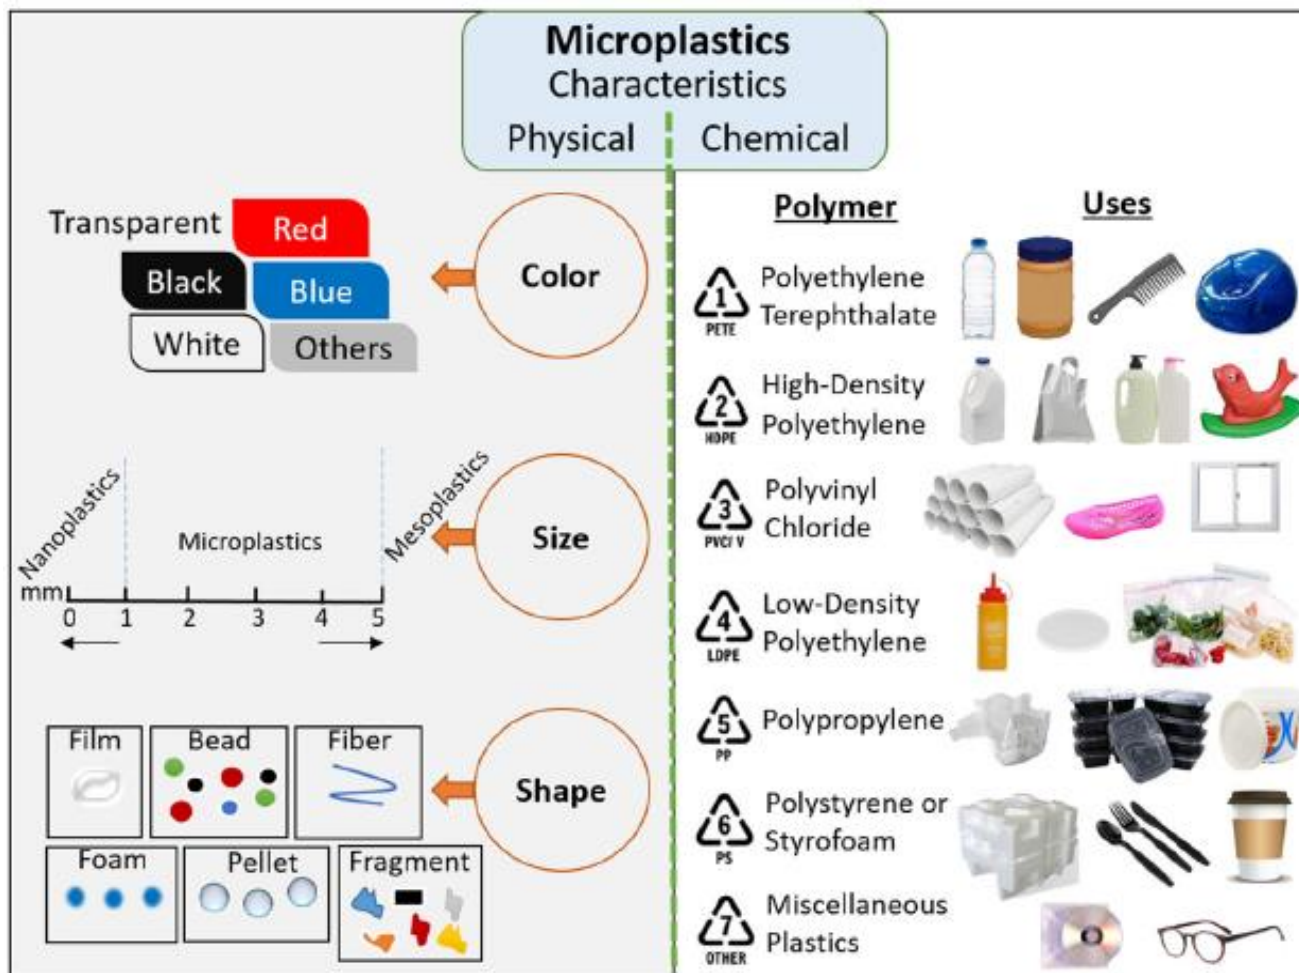 Microplastics
Characteristics
Physical
Chemical
Transparent
Red
Black
Blue
White
Others
Color
Nanoplastics
Microplastics
Mesoplastics
mm
0 1 2 3 4 5
Size
Film
Bead
Fiber
Foam
Pellet
Fragment
Shape
Polymer
Uses
1
PETE
Polyethylene
Terephthalate
2
HDPE
High-Density
Polyethylene
3
PVC/ V
Polyvinyl
Chloride
4
LDPE
Low-Density
Polyethylene
5
PP
Polypropylene
6
PS
Polystyrene or
Styrofoam
7
OTHER
Miscellaneous
Plastics